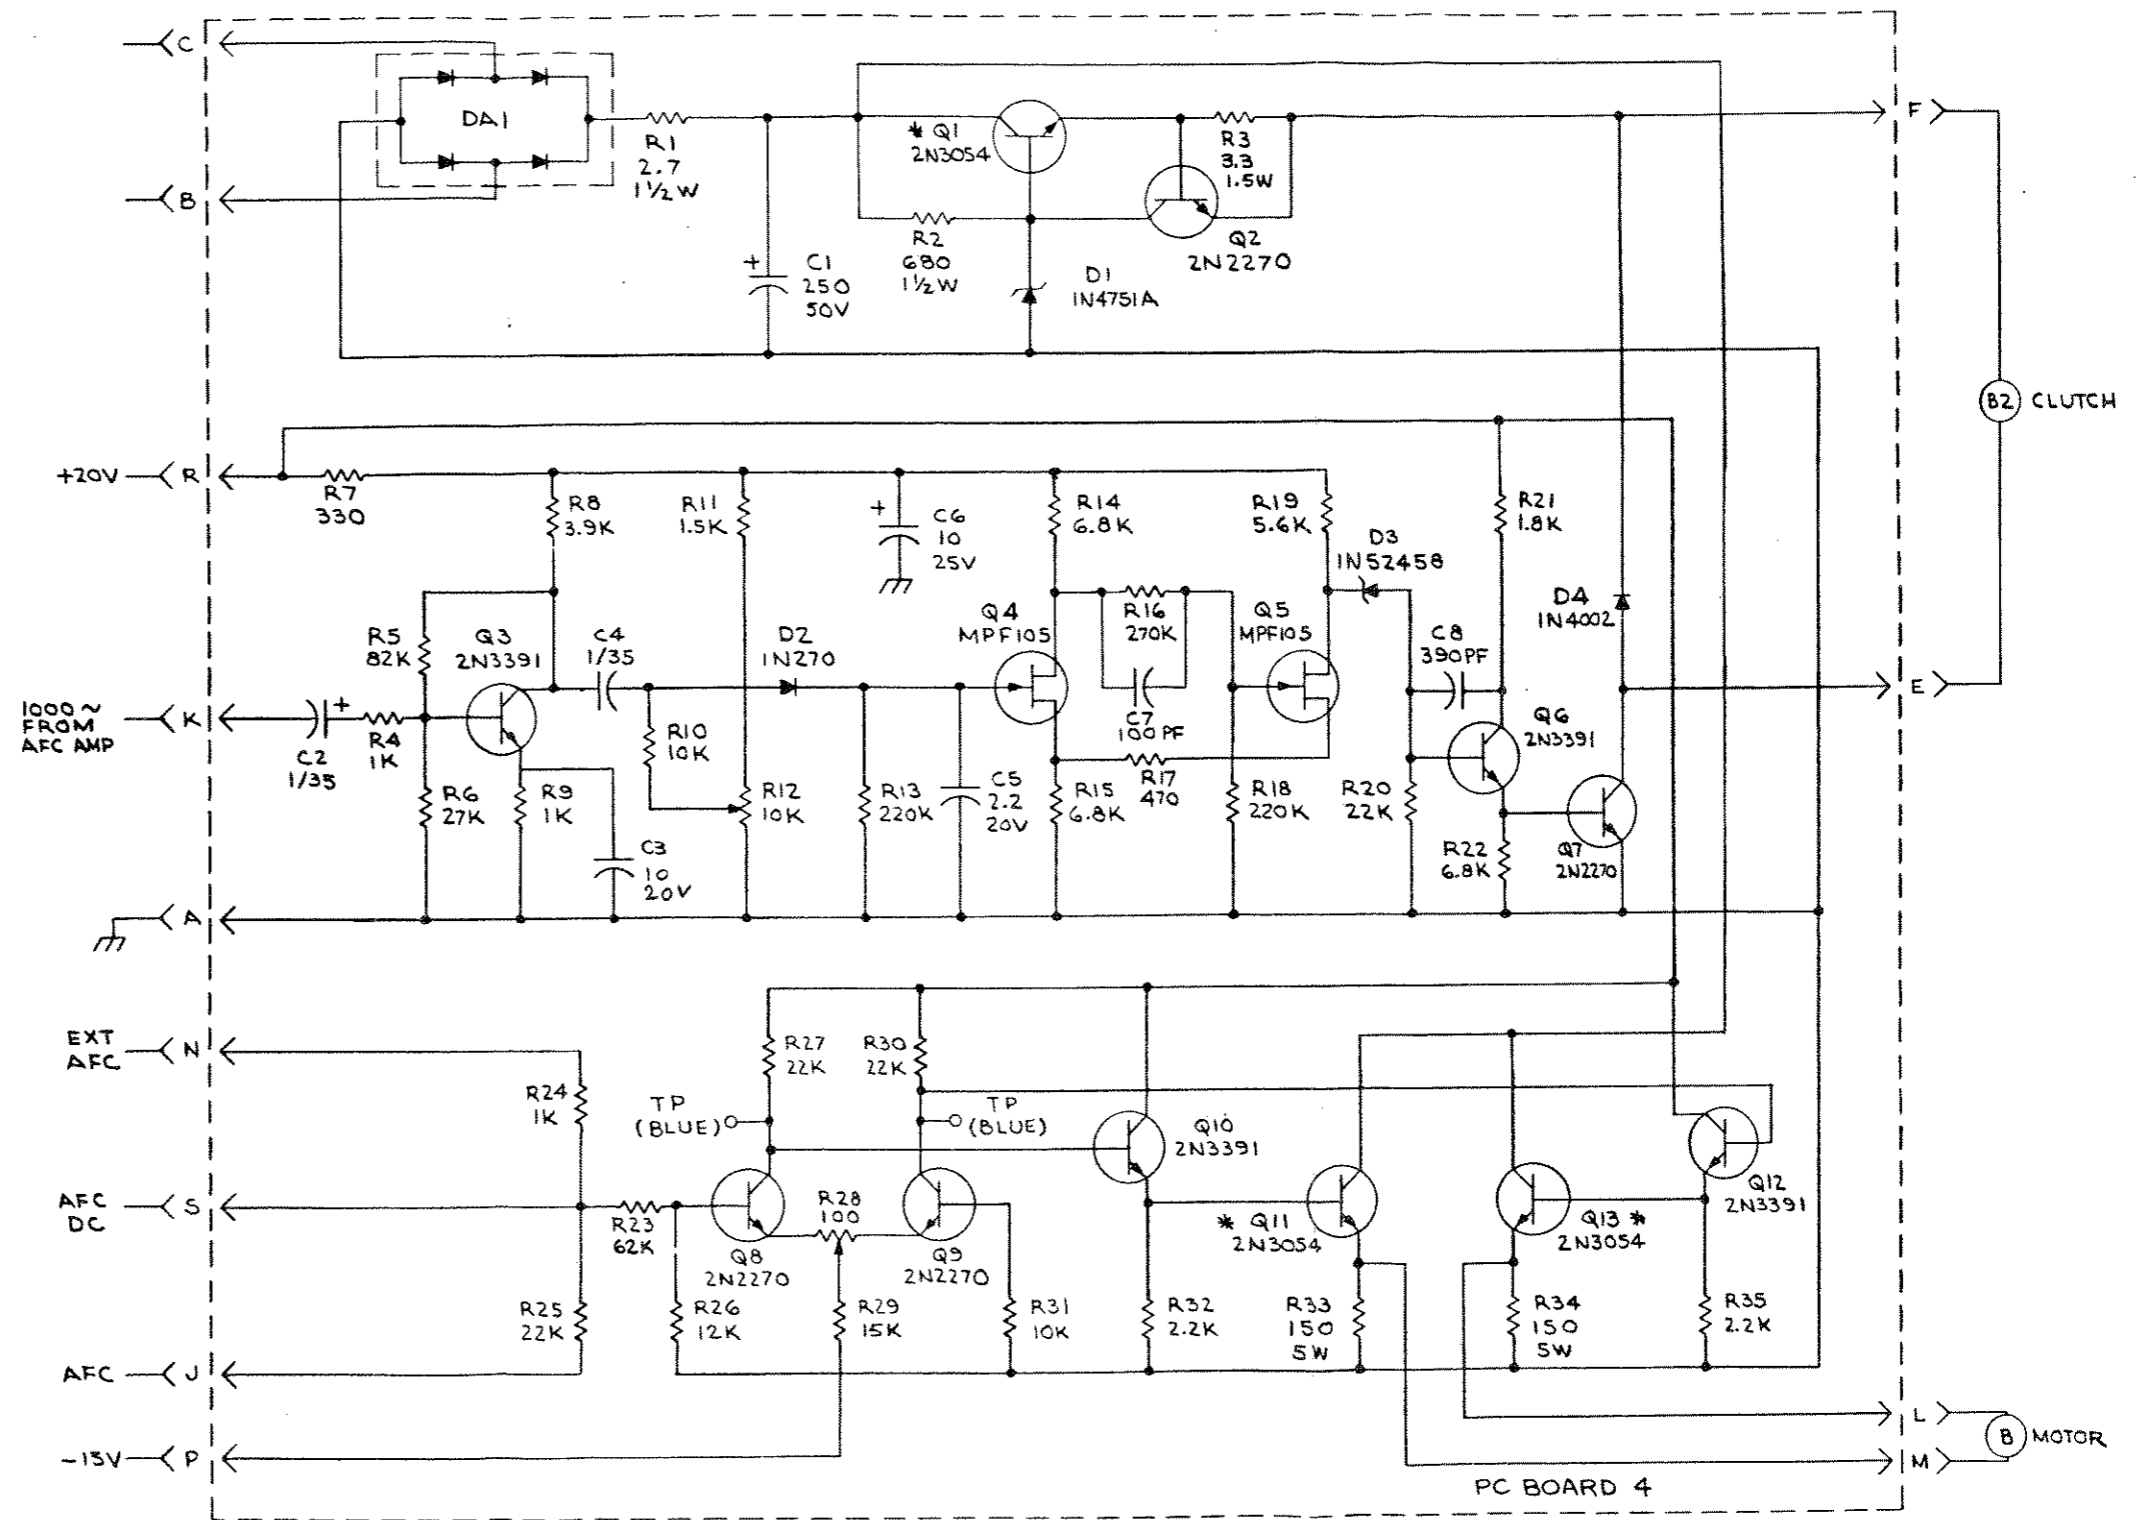 C
DA1
R1
2.7
1½W
B
* Q1
2N3054
R3
3.3
1.5W
F
R2
680
1½W
Q2
2N2270
+
C1
250
50V
D1
1N4751A
B2 CLUTCH
+20V
R
R7
330
R8
3.9K
R11
1.5K
+
C6
10
25V
R14
6.8K
R19
5.6K
D3
1N5245B
R21
1.8K
R5
82K
Q3
2N3391
C4
1/35
D2
1N270
Q4
MPF105
R16
270K
C7
100PF
Q5
MPF105
C8
390PF
D4
1N4002
E
1000~
FROM
AFC AMP
K
C2
1/35
+
R4
1K
R10
10K
R17
470
Q6
2N3391
R6
27K
R9
1K
R12
10K
R13
220K
C5
2.2
20V
R15
6.8K
R18
220K
R20
22K
C3
10
20V
R22
6.8K
Q7
2N2270
A
EXT
AFC
N
R24
1K
R27
22K
R30
22K
TP
(BLUE)
TP
(BLUE)
Q10
2N3391
AFC
DC
S
R23
62K
Q8
2N2270
R28
100
Q9
2N2270
* Q11
2N3054
Q13 *
2N3054
Q12
2N3391
R25
22K
R26
12K
R29
15K
R31
10K
R32
2.2K
R33
150
5W
R34
150
5W
R35
2.2K
AFC
J
L
B MOTOR
M
-15V
P
PC BOARD 4